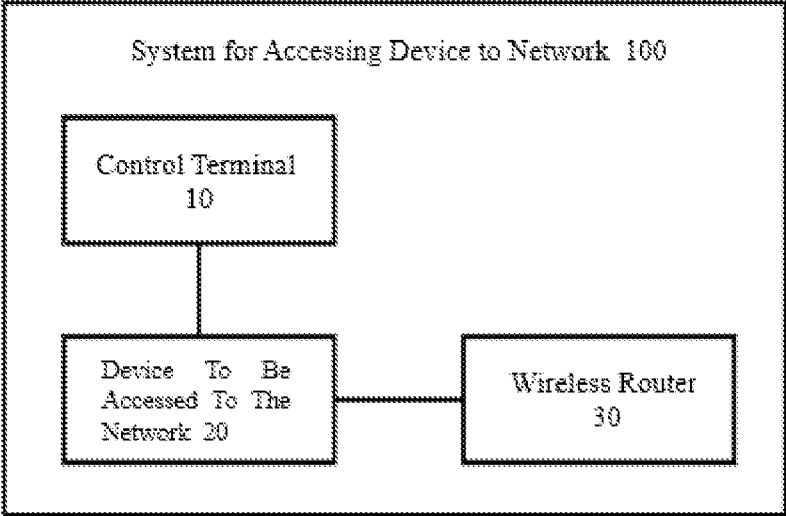 System for Accessing Device to Network 100
Control Terminal
10
Device To Be
Accessed To The
Network 20
Wireless Router
30